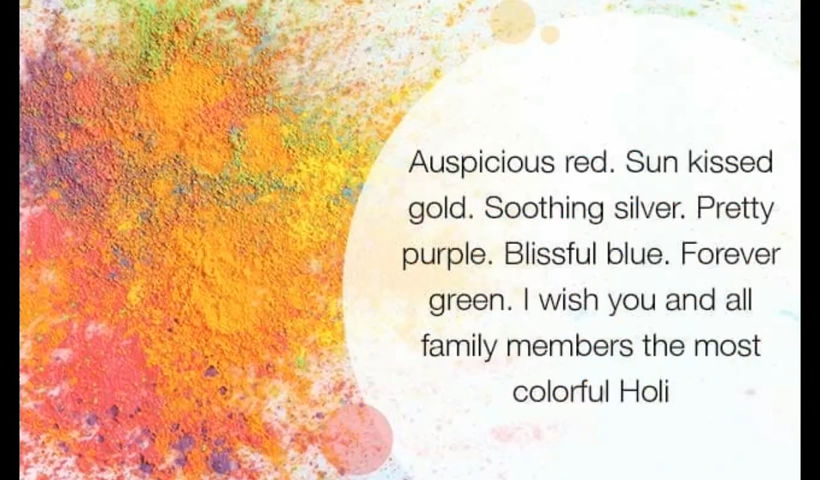 Auspicious red. Sun kissed
gold. Soothing silver. Pretty
purple. Blissful blue. Forever
green. I wish you and all
family members the most
colorful Holi